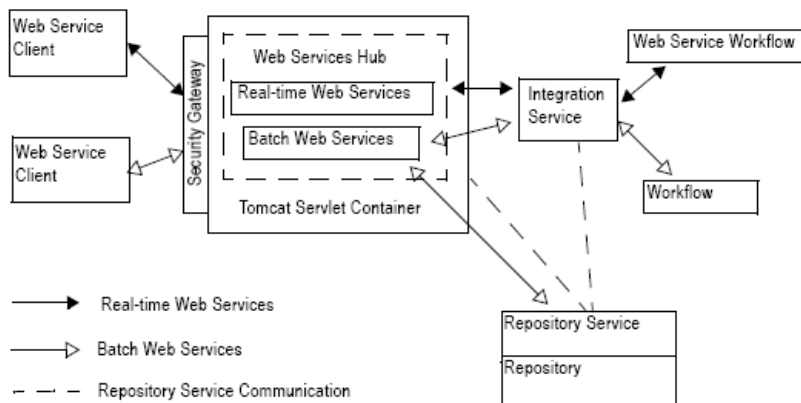 Web Service
Client
Web Service
Client
Security Gateway
Web Services Hub
Real-time Web Services
Batch Web Services
Tomcat Servlet Container
Integration
Service
Web Service Workflow
Workflow
Repository Service
Repository
Real-time Web Services
Batch Web Services
Repository Service Communication